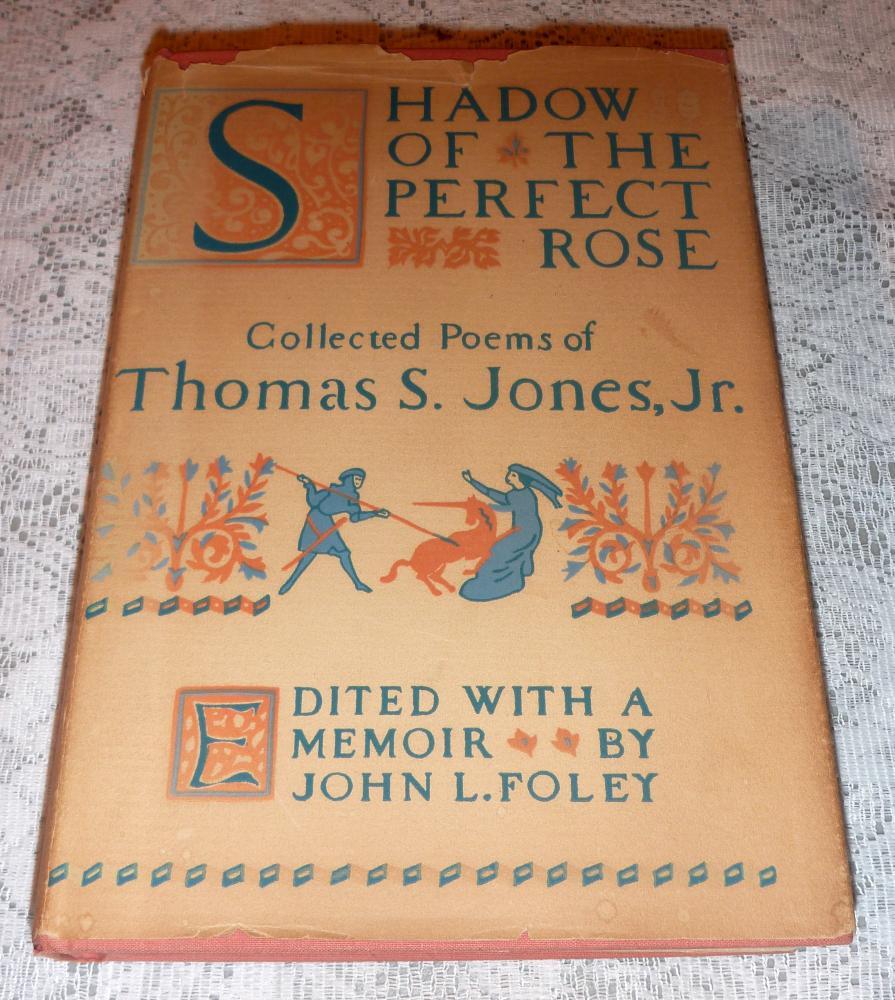 SHADOW
OF THE
PERFECT
ROSE
Collected Poems of
Thomas S. Jones, Jr.
EDITED WITH A
MEMOIR BY
JOHN L. FOLEY